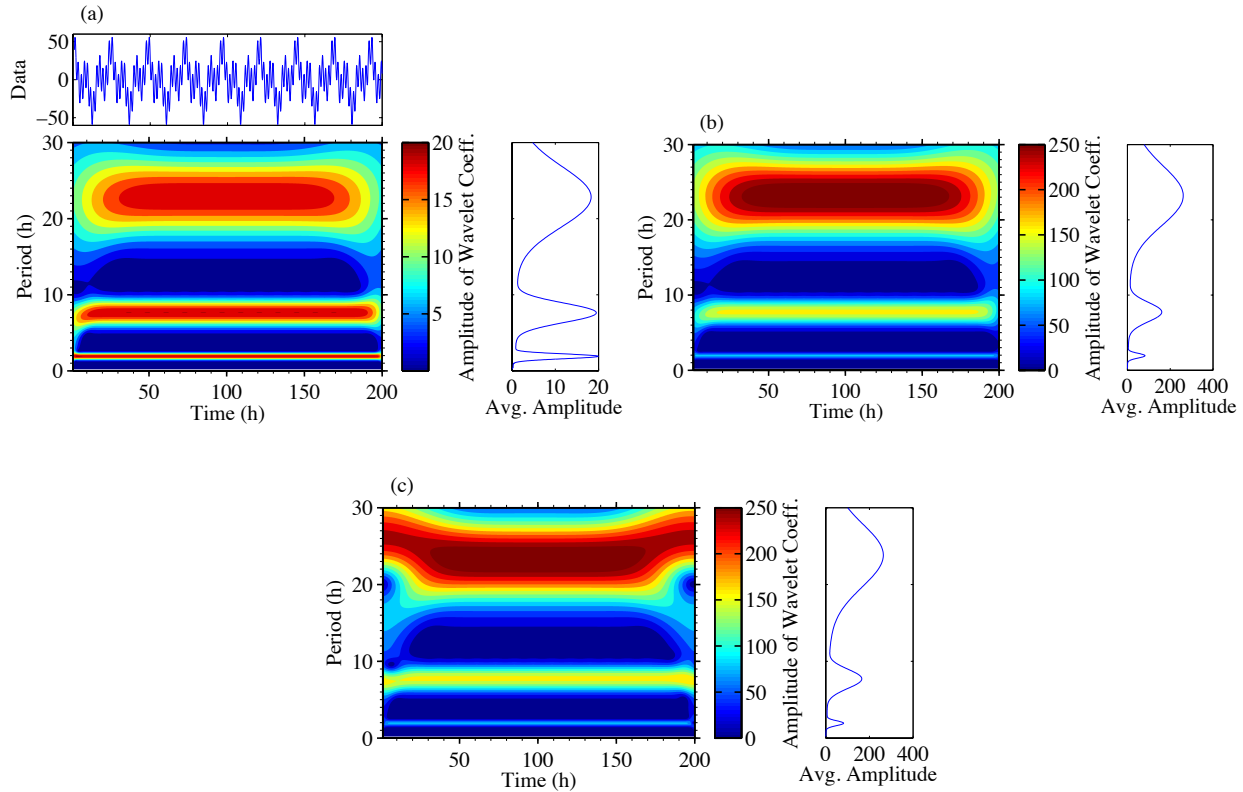 (a)
50
0
−50
Data
30
20
10
0
Period (h)
50 100 150 200
Time (h)
20
15
10
5
Amplitude of Wavelet Coeff.
0 10 20
Avg. Amplitude
(b)
30
20
10
0
Period (h)
50 100 150 200
Time (h)
250
200
150
100
50
0
Amplitude of Wavelet Coeff.
0 200 400
Avg. Amplitude
(c)
30
20
10
0
Period (h)
50 100 150 200
Time (h)
250
200
150
100
50
0
Amplitude of Wavelet Coeff.
0 200 400
Avg. Amplitude